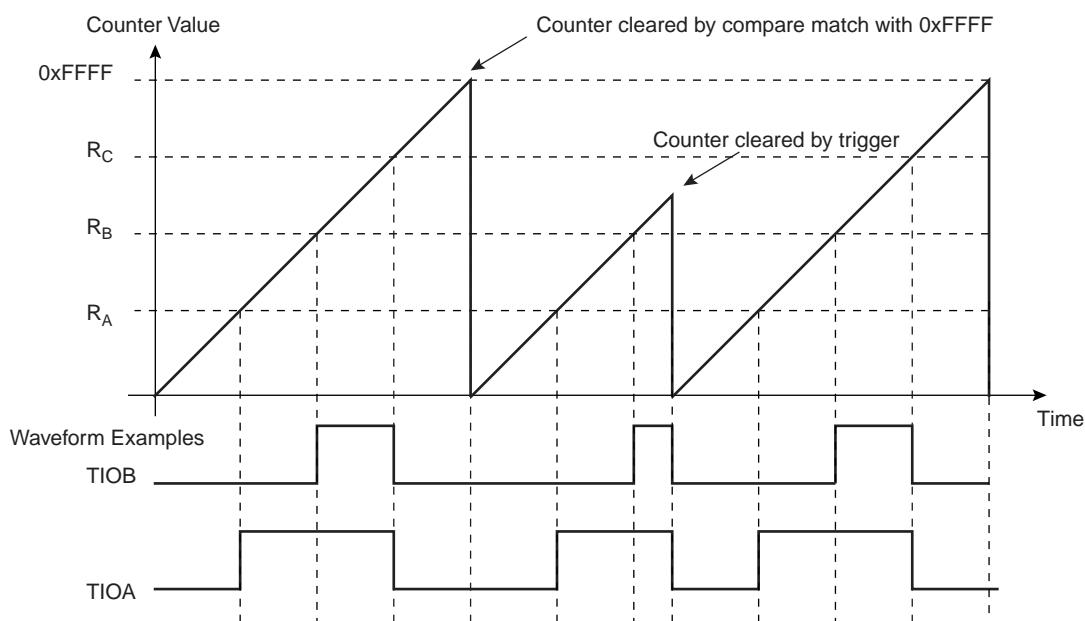 Counter Value
Counter cleared by compare match with 0xFFFF
0xFFFF
Counter cleared by trigger
RC
RB
RA
Time
Waveform Examples
TIOB
TIOA